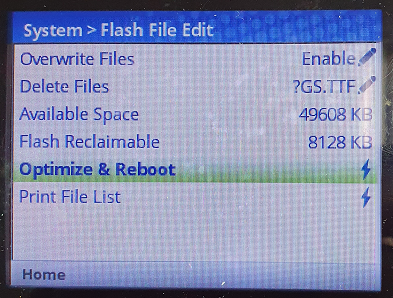 System > Flash File Edit
Overwrite Files Enable
Delete Files ?GS.TTF
Available Space 49608 KB
Flash Reclaimable 8128 KB
Optimize & Reboot
Print File List
Home